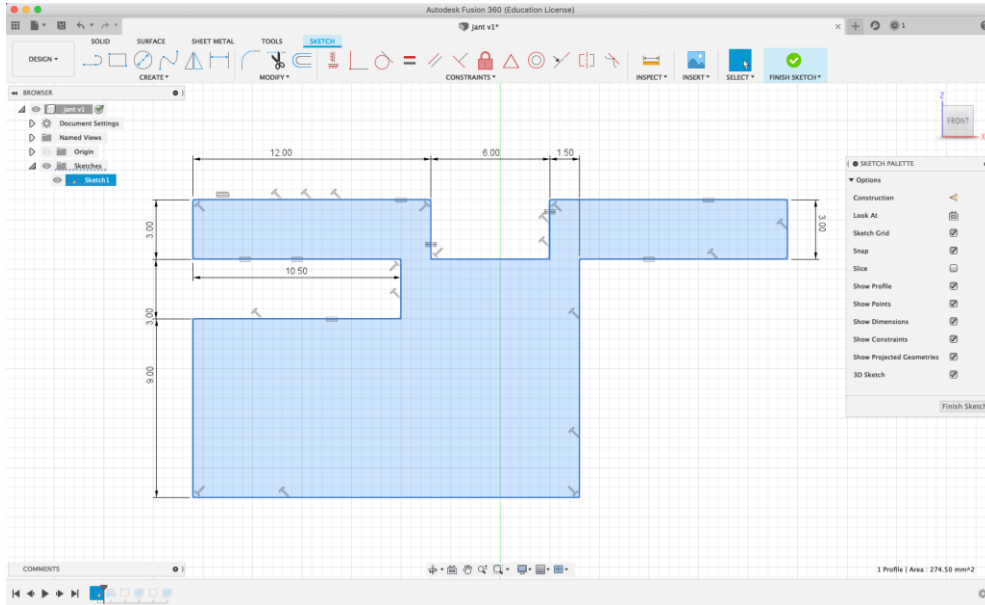 Autodesk Fusion 360 (Education License)
jant v1*
1
SOLID SURFACE SHEET METAL TOOLS SKETCH
DESIGN
CREATE MODIFY CONSTRAINTS INSPECT INSERT SELECT FINISH SKETCH
BROWSER
jant v1
Document Settings
Named Views
Origin
Sketches
Sketch1
Z
FRONT
X
12.00 6.00 1.50
3.00
3.00
10.50
3.00
9.00
SKETCH PALETTE
Options
Construction
Look At
Sketch Grid
Snap
Slice
Show Profile
Show Points
Show Dimensions
Show Constraints
Show Projected Geometries
3D Sketch
Finish Sketch
COMMENTS
1 Profile | Area : 274.50 mm^2